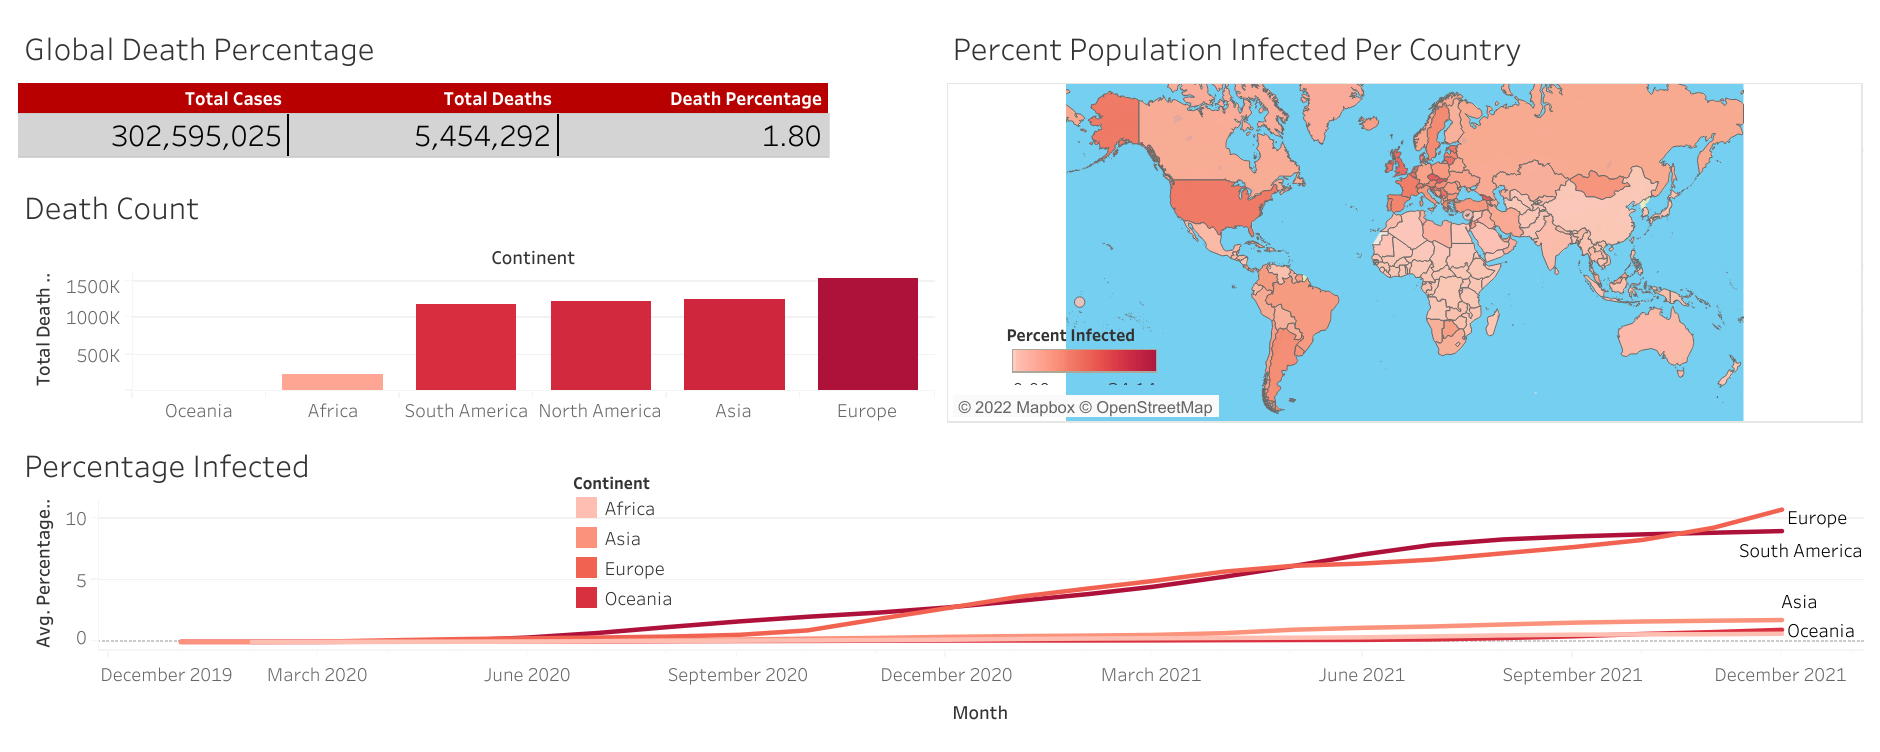 Global Death Percentage
Total Cases Total Deaths Death Percentage
302,595,025 5,454,292 1.80
Death Count
Continent
Total Death ..
1500K
1000K
500K
Oceania Africa South America North America Asia Europe
Percent Population Infected Per Country
Percent Infected
© 2022 Mapbox © OpenStreetMap
Percentage Infected
Continent
Africa
Asia
Europe
Oceania
Avg. Percentage..
10
5
0
Europe
South America
Asia
Oceania
December 2019 March 2020 June 2020 September 2020 December 2020 March 2021 June 2021 September 2021 December 2021
Month